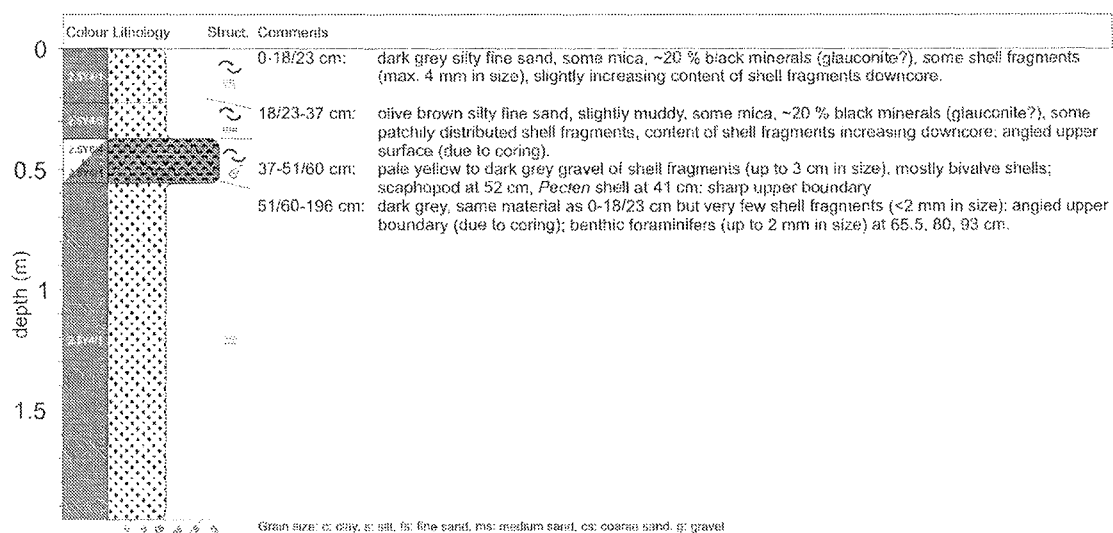 Colour Lithology Struct. Comments
0
0-18/23 cm: dark grey silty fine sand, some mica, ~20 % black minerals (glauconite?), some shell fragments
(max. 4 mm in size), slightly increasing content of shell fragments downcore.
18/23-37 cm: olive brown silty fine sand, slightly muddy, some mica, ~20 % black minerals (glauconite?), some
patchily distributed shell fragments, content of shell fragments increasing downcore; angled upper
surface (due to coring).
0.5
37-51/60 cm: pale yellow to dark grey gravel of shell fragments (up to 3 cm in size), mostly bivalve shells;
scaphopod at 52 cm, Pecten shell at 41 cm; sharp upper boundary
51/60-196 cm: dark grey, same material as 0-18/23 cm but very few shell fragments (<2 mm in size); angled upper
boundary (due to coring); benthic foraminifers (up to 2 mm in size) at 65.5, 80, 93 cm.
depth (m)
1
1.5
Grain size: c: clay, s: silt, fs: fine sand, ms: medium sand, cs: coarse sand, g: gravel